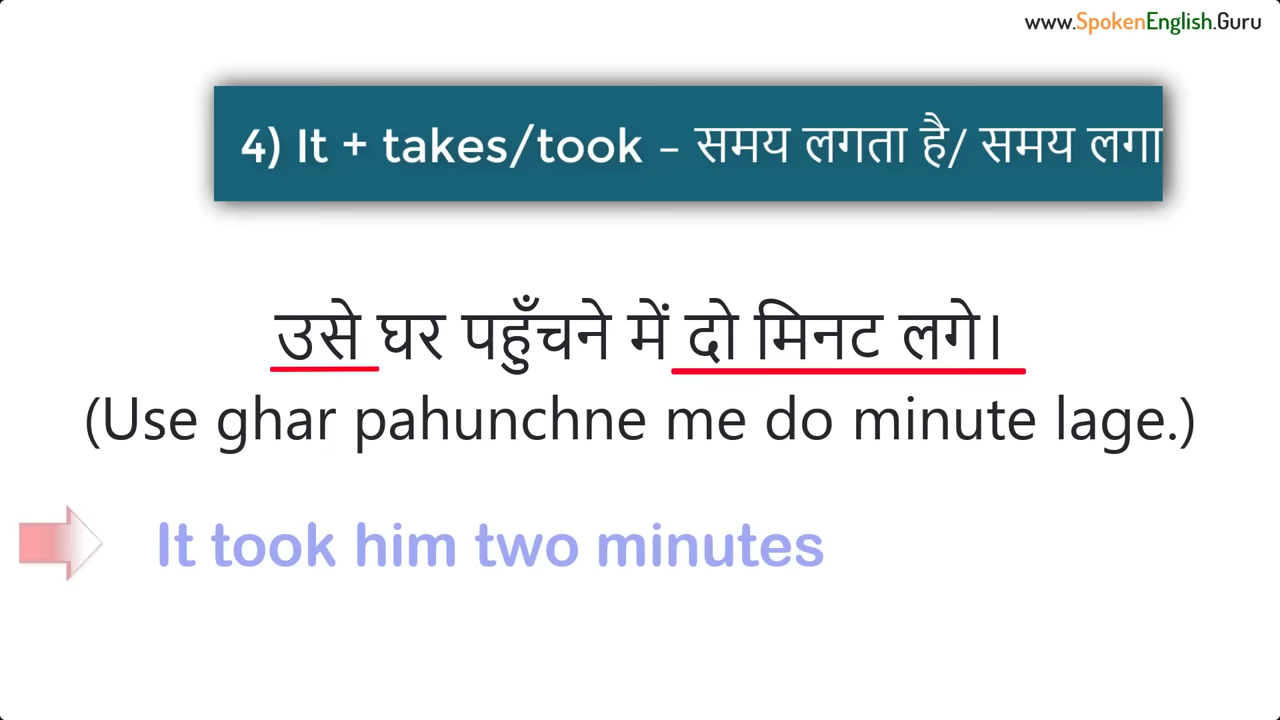 www.SpokenEnglish.Guru
4) It + takes/took – समय लगता है/ समय लगा
उसे घर पहुँचने में दो मिनट लगे।
(Use ghar pahunchne me do minute lage.)
It took him two minutes